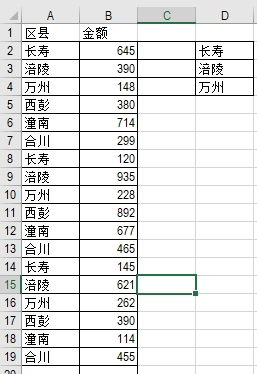 A B C D
1 区县 金额
2 长寿 645 长寿
3 涪陵 390 涪陵
4 万州 148 万州
5 西彭 380
6 潼南 714
7 合川 299
8 长寿 120
9 涪陵 935
10 万州 228
11 西彭 892
12 潼南 677
13 合川 465
14 长寿 145
15 涪陵 621
16 万州 262
17 西彭 390
18 潼南 114
19 合川 455